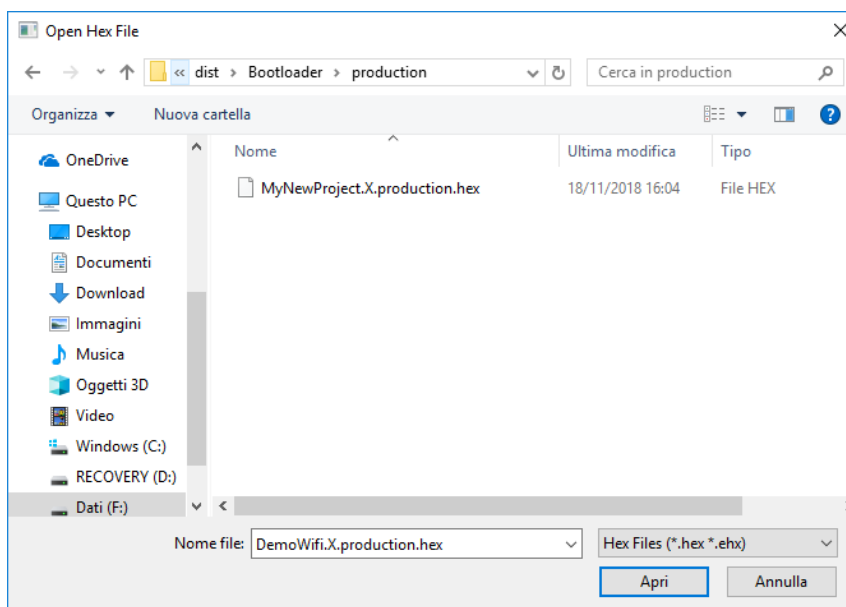 Open Hex File
« dist > Bootloader > production
Cerca in production
Organizza
Nuova cartella
Nome
Ultima modifica
Tipo
OneDrive
Questo PC
Desktop
Documenti
Download
Immagini
Musica
Oggetti 3D
Video
Windows (C:)
RECOVERY (D:)
Dati (F:)
MyNewProject.X.production.hex
18/11/2018 16:04
File HEX
Nome file:
DemoWifi.X.production.hex
Hex Files (*.hex *.ehx)
Apri
Annulla